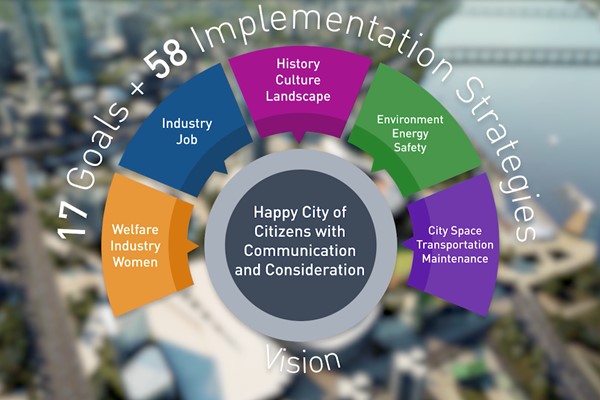 17 Goals + 58 Implementation Strategies
History
Culture
Landscape
Industry
Job
Environment
Energy
Safety
Welfare
Industry
Women
City Space
Transportation
Maintenance
Happy City of
Citizens with
Communication
and Consideration
Vision